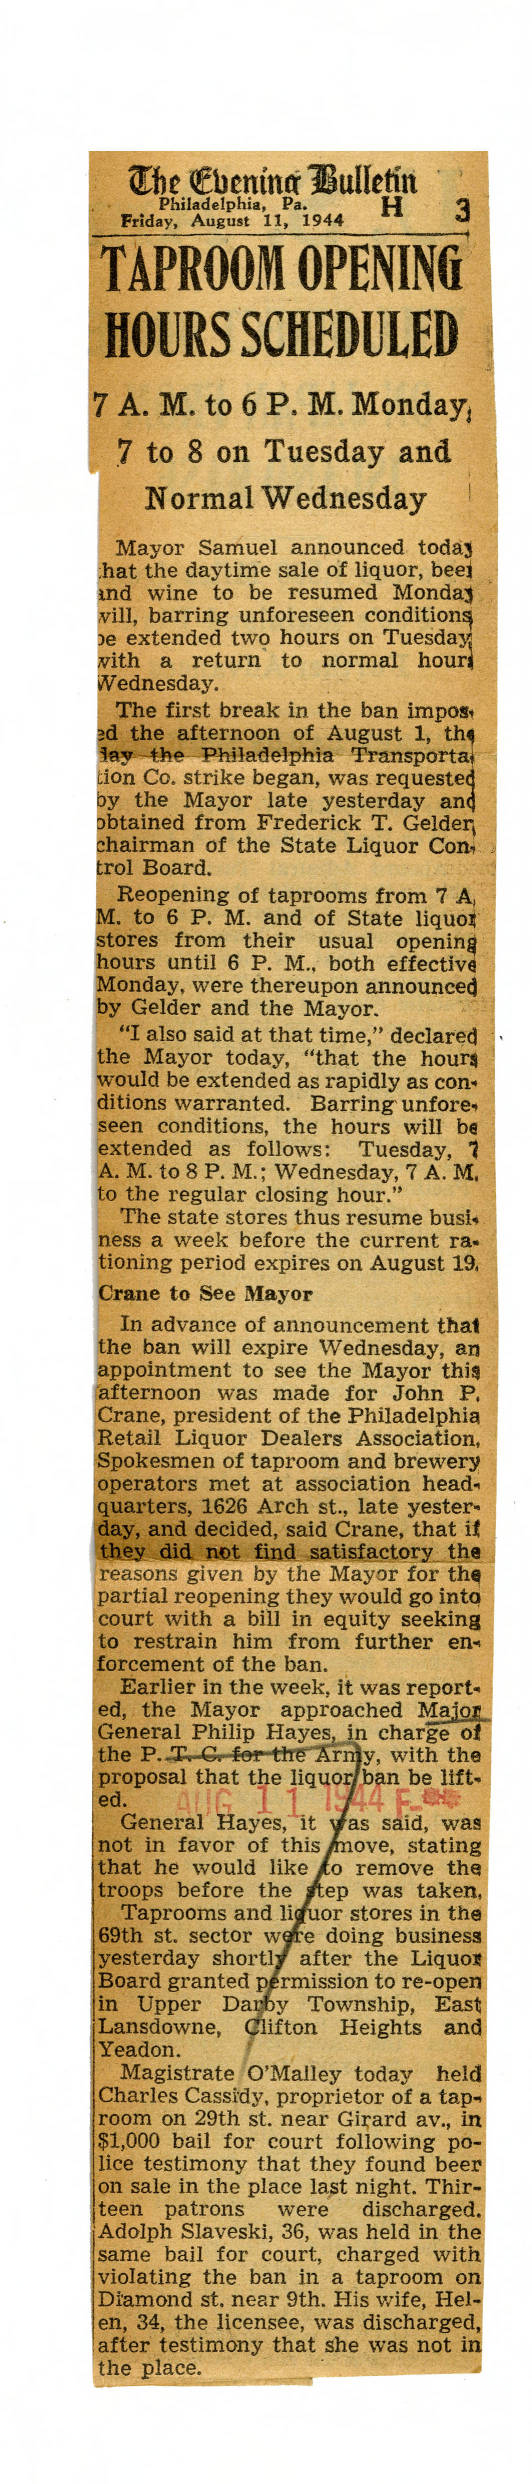 The Evening Bulletin
Philadelphia, Pa.
Friday, August 11, 1944
H 3
TAPROOM OPENING
HOURS SCHEDULED
7 A. M. to 6 P. M. Monday,
7 to 8 on Tuesday and
Normal Wednesday
Mayor Samuel announced today
that the daytime sale of liquor, beer
and wine to be resumed Monday
will, barring unforeseen conditions
be extended two hours on Tuesday
with a return to normal hours
Wednesday.
The first break in the ban impos-
ed the afternoon of August 1, the
day the Philadelphia Transporta-
tion Co. strike began, was requested
by the Mayor late yesterday and
obtained from Frederick T. Gelder,
chairman of the State Liquor Con-
trol Board.
Reopening of taprooms from 7 A.
M. to 6 P. M. and of State liquor
stores from their usual opening
hours until 6 P. M., both effective
Monday, were thereupon announced
by Gelder and the Mayor.
"I also said at that time," declared
the Mayor today, "that the hours
would be extended as rapidly as con-
ditions warranted. Barring unfore-
seen conditions, the hours will be
extended as follows: Tuesday, 7
A. M. to 8 P. M.; Wednesday, 7 A. M.
to the regular closing hour."
The state stores thus resume busi-
ness a week before the current ra-
tioning period expires on August 19.
Crane to See Mayor
In advance of announcement that
the ban will expire Wednesday, an
appointment to see the Mayor this
afternoon was made for John P.
Crane, president of the Philadelphia
Retail Liquor Dealers Association.
Spokesmen of taproom and brewery
operators met at association head-
quarters, 1626 Arch st., late yester-
day, and decided, said Crane, that if
they did not find satisfactory the
reasons given by the Mayor for the
partial reopening they would go into
court with a bill in equity seeking
to restrain him from further en-
forcement of the ban.
Earlier in the week, it was report-
ed, the Mayor approached Major
General Philip Hayes, in charge of
the P. T. C. for the Army, with the
proposal that the liquor ban be lift-
ed.
AUG 11 1944 F-**
General Hayes, it was said, was
not in favor of this move, stating
that he would like to remove the
troops before the step was taken.
Taprooms and liquor stores in the
69th st. sector were doing business
yesterday shortly after the Liquor
Board granted permission to re-open
in Upper Darby Township, East
Lansdowne, Clifton Heights and
Yeadon.
Magistrate O'Malley today held
Charles Cassidy, proprietor of a tap-
room on 29th st. near Girard av., in
$1,000 bail for court following po-
lice testimony that they found beer
on sale in the place last night. Thir-
teen patrons were discharged.
Adolph Slaveski, 36, was held in the
same bail for court, charged with
violating the ban in a taproom on
Diamond st. near 9th. His wife, Hel-
en, 34, the licensee, was discharged,
after testimony that she was not in
the place.